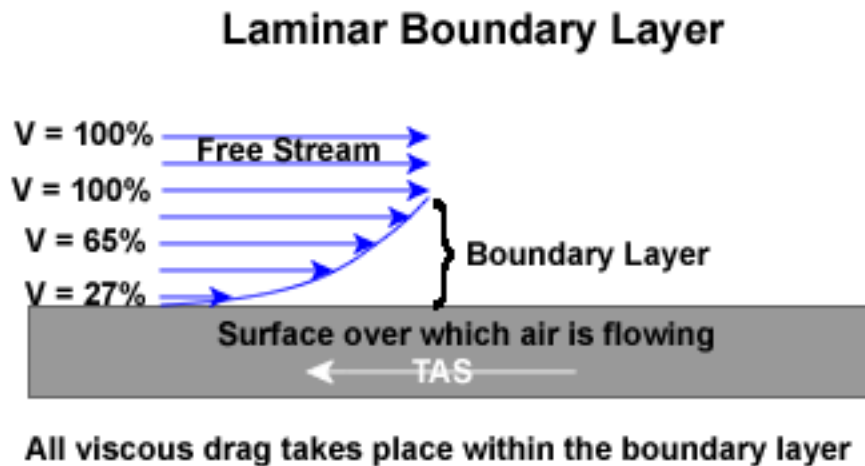 Laminar Boundary Layer
V = 100%
Free Stream
V = 100%
V = 65%
Boundary Layer
V = 27%
Surface over which air is flowing
TAS
All viscous drag takes place within the boundary layer